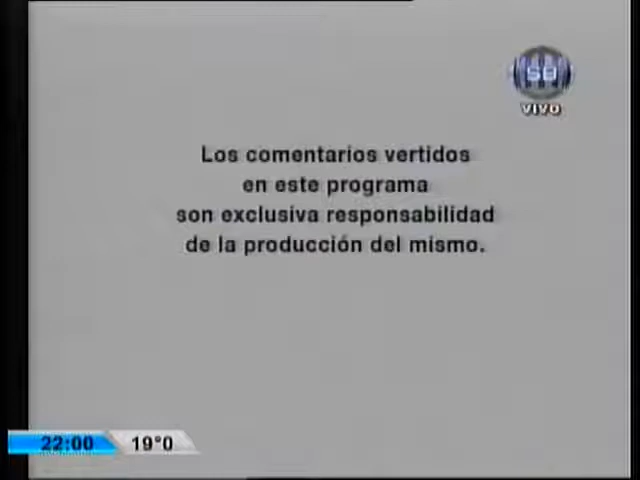 VIVO
Los comentarios vertidos
en este programa
son exclusiva responsabilidad
de la producción del mismo.
22:00 19°0